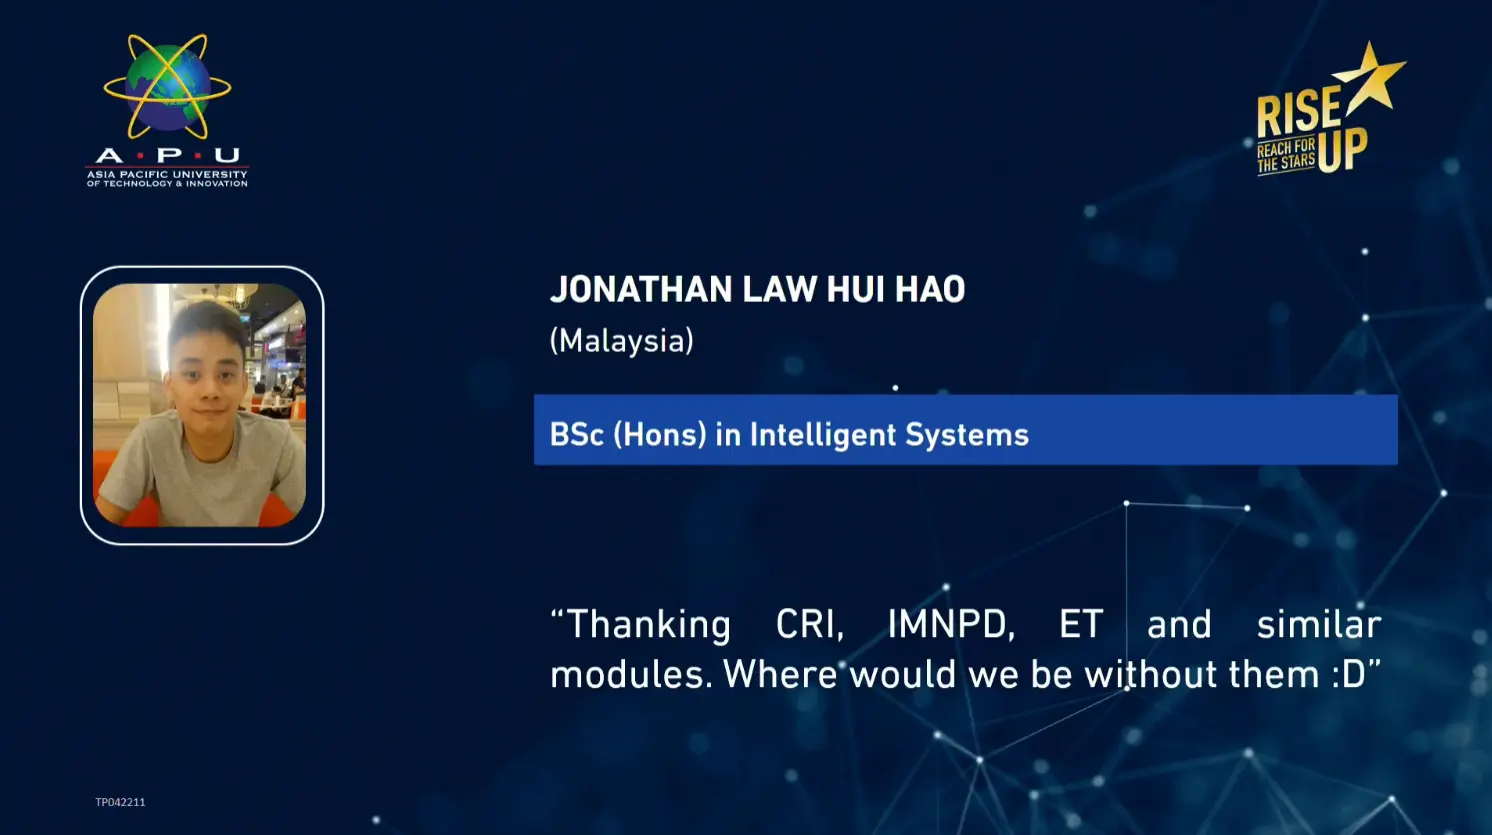 A·P·U
ASIA PACIFIC UNIVERSITY
OF TECHNOLOGY & INNOVATION
RISE
REACH FOR
THE STARS
UP
JONATHAN LAW HUI HAO
(Malaysia)
BSc (Hons) in Intelligent Systems
“Thanking CRI, IMNPD, ET and similar
modules. Where would we be without them :D”
TP042211